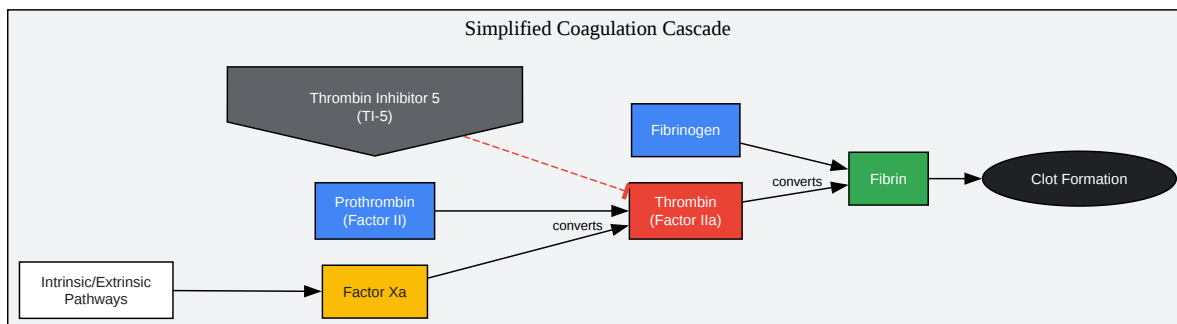 Simplified Coagulation Cascade
Thrombin Inhibitor 5
(TI-5)
Fibrinogen
Fibrin
Clot Formation
converts
Prothrombin
(Factor II)
Thrombin
(Factor IIa)
converts
Intrinsic/Extrinsic
Pathways
Factor Xa